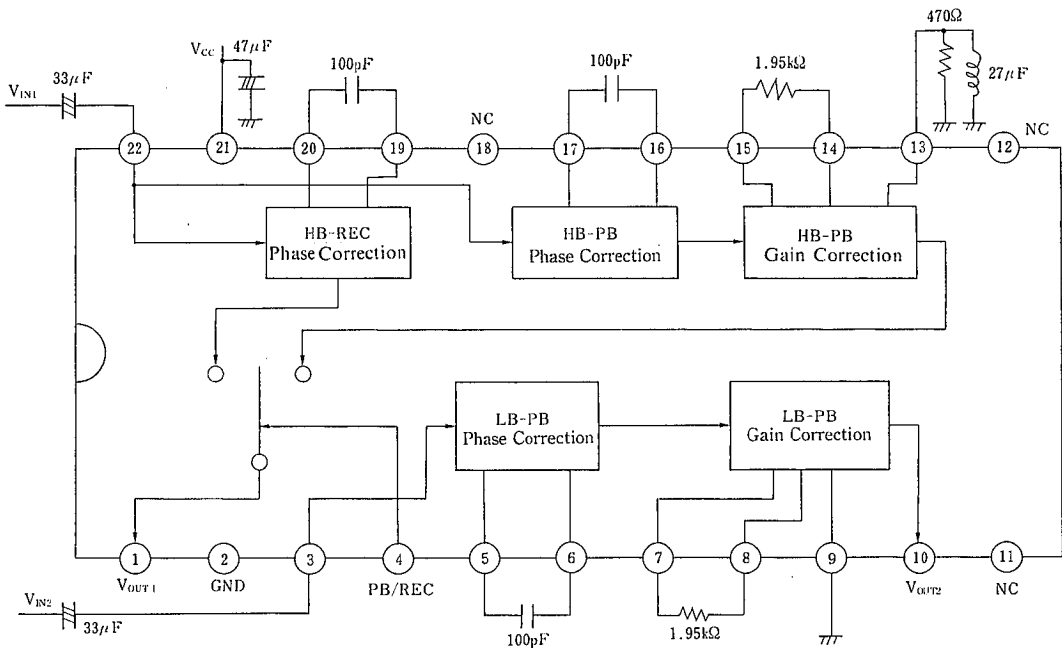 470Ω
VCC
47μF
33μF
100pF
100pF
1.95kΩ
27μF
VIN1
NC
NC
22
21
20
19
18
17
16
15
14
13
12
HB-REC
Phase Correction
HB-PB
Phase Correction
HB-PB
Gain Correction
LB-PB
Phase Correction
LB-PB
Gain Correction
1
2
3
4
5
6
7
8
9
10
11
VOUT1
GND
PB/REC
VOUT2
NC
VIN2
33μF
100pF
1.95kΩ